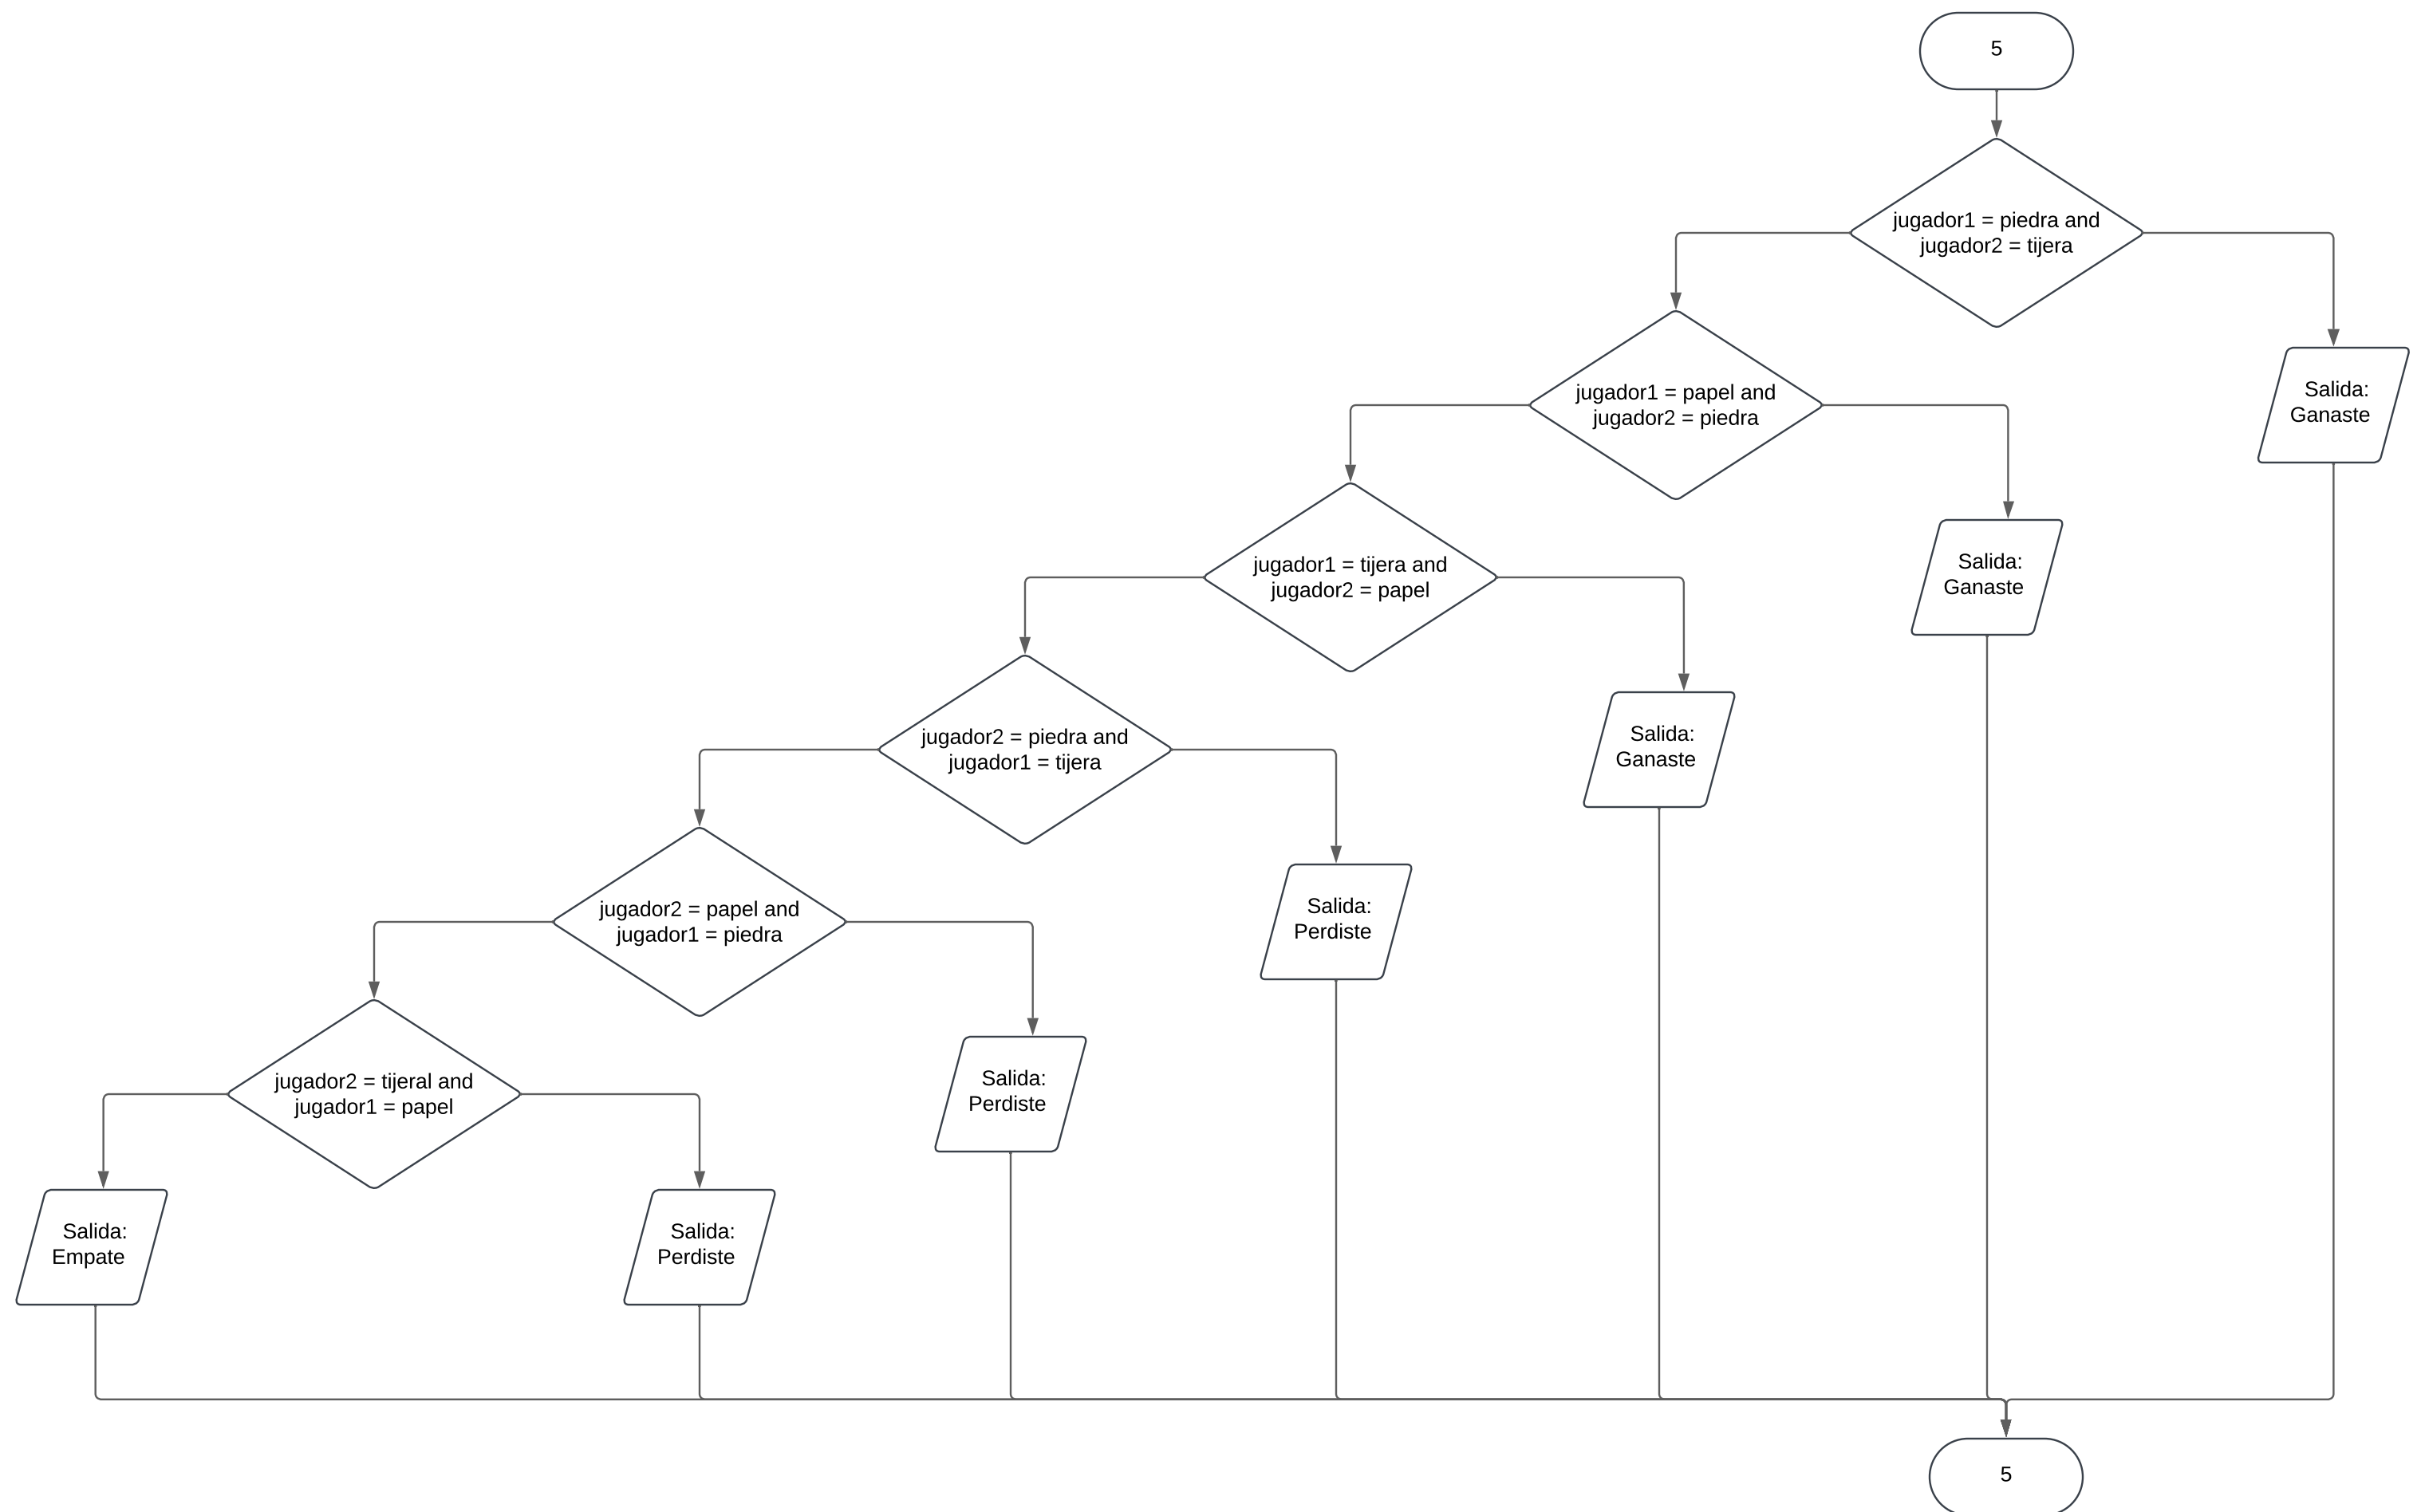 5
jugador1 = piedra and
jugador2 = tijera
jugador1 = papel and
jugador2 = piedra
Salida:
Ganaste
jugador1 = tijera and
jugador2 = papel
Salida:
Ganaste
jugador2 = piedra and
jugador1 = tijera
Salida:
Ganaste
jugador2 = papel and
jugador1 = piedra
Salida:
Perdiste
jugador2 = tijeral and
jugador1 = papel
Salida:
Perdiste
Salida:
Empate
Salida:
Perdiste
5